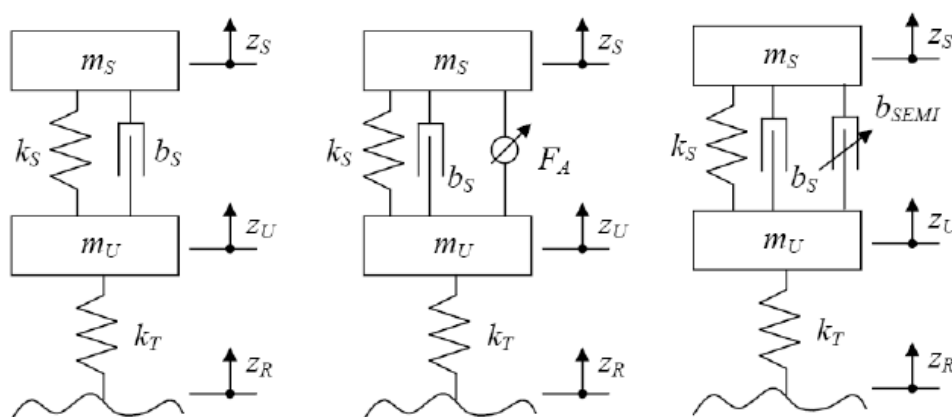 z_S z_S z_S
m_S m_S m_S
b_SEMI
k_S b_S k_S b_S F_A k_S b_S
z_U z_U z_U
m_U m_U m_U
k_T k_T k_T
z_R z_R z_R